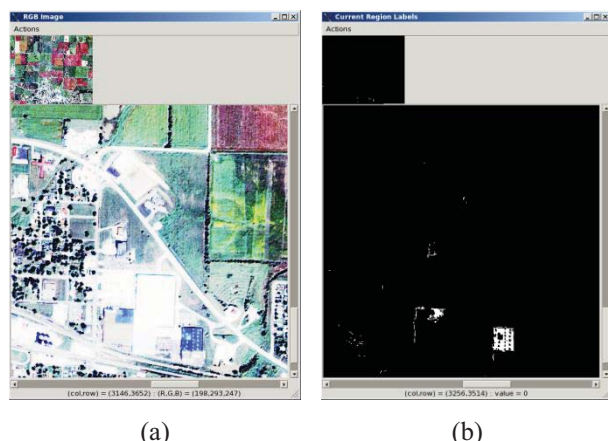 RGB Image
Actions
(col,row) = (3146,3652) : (R,G,B) = (198,293,247)
(a)
Current Region Labels
Actions
(col,row) = (3256,3514) : value = 0
(b)